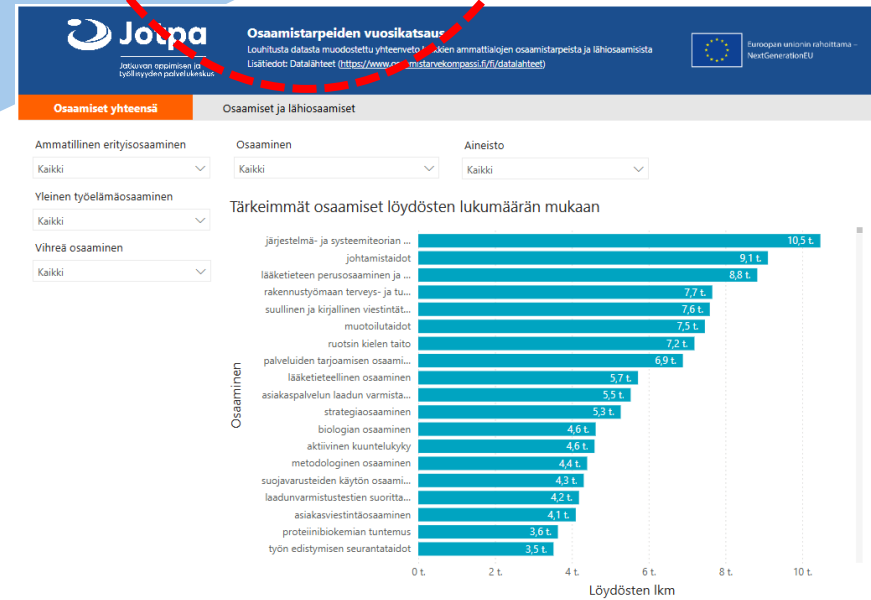 Jotpa
Jatkuvan oppimisen ja
työllisyyden palvelukeskus
Osaamistarpeiden vuosikatsaus
Louhitusta datasta muodostettu yhteenveto ammattialojen osaamistarpeista ja lähiosaamisista
Lisätiedot: Datalähteet
Euroopan unionin rahoittama –
NextGenerationEU
Osaamiset yhteensä
Osaamiset ja lähiosaamiset
Ammatillinen erityisosaaminen
Kaikki
Osaaminen
Kaikki
Aineisto
Kaikki
Yleinen työelämäosaaminen
Kaikki
Vihreä osaaminen
Kaikki
Tärkeimmät osaamiset löydösten lukumäärän mukaan
Osaaminen
järjestelmä- ja systeemiteorian ... 10,5 t.
johtamistaidot 9,1 t.
lääketieteen perusosaaminen ja ... 8,8 t.
rakennustyömaan terveys- ja tu... 7,7 t.
suullinen ja kirjallinen viestintät... 7,6 t.
muotoilutaidot 7,5 t.
ruotsin kielen taito 7,2 t.
palveluiden tarjoamisen osaami... 6,9 t.
lääketieteellinen osaaminen 5,7 t.
asiakaspalvelun laadun varmista... 5,5 t.
strategiaosaaminen 5,3 t.
biologian osaaminen 4,6 t.
aktiivinen kuuntelukyky 4,6 t.
metodologinen osaaminen 4,4 t.
suojavarusteiden käytön osaami... 4,3 t.
laadunvarmistustestien suoritta... 4,2 t.
asiakasviestintäosaaminen 4,1 t.
proteiinibiokemian tuntemus 3,6 t.
työn edistymisen seurantataidot 3,5 t.
0 t. 2 t. 4 t. 6 t. 8 t. 10 t.
Löydösten lkm